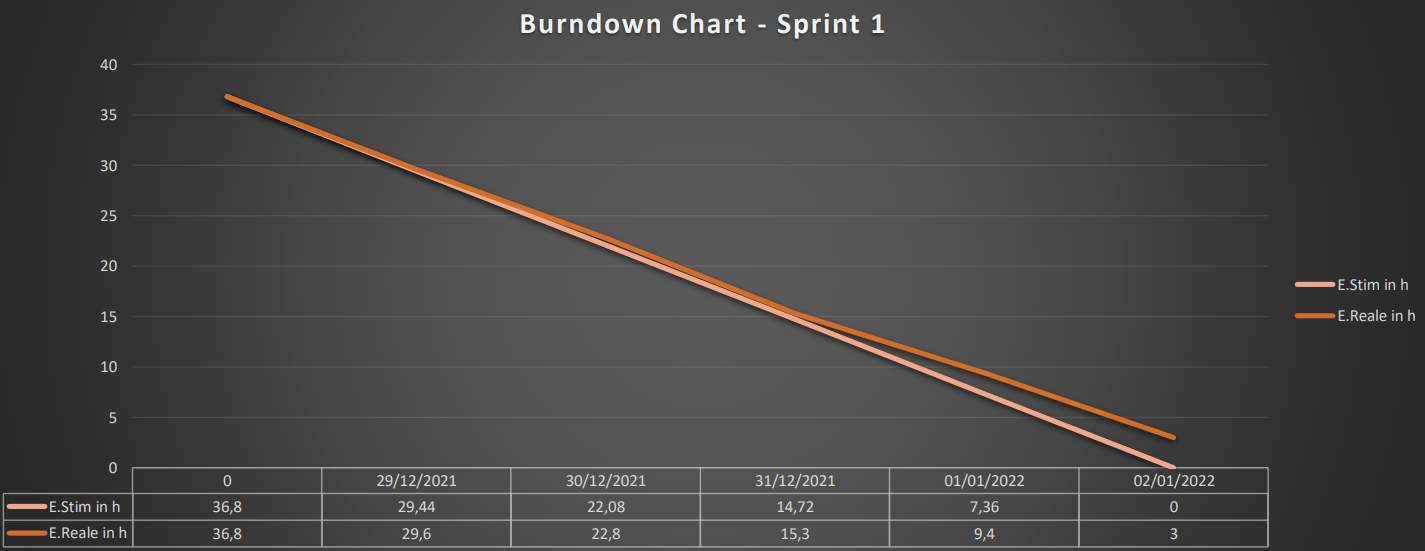 Burndown Chart - Sprint 1
40
35
30
25
20
15
10
5
0
0 29/12/2021 30/12/2021 31/12/2021 01/01/2022 02/01/2022
E.Stim in h 36,8 29,44 22,08 14,72 7,36 0
E.Reale in h 36,8 29,6 22,8 15,3 9,4 3
E.Stim in h
E.Reale in h